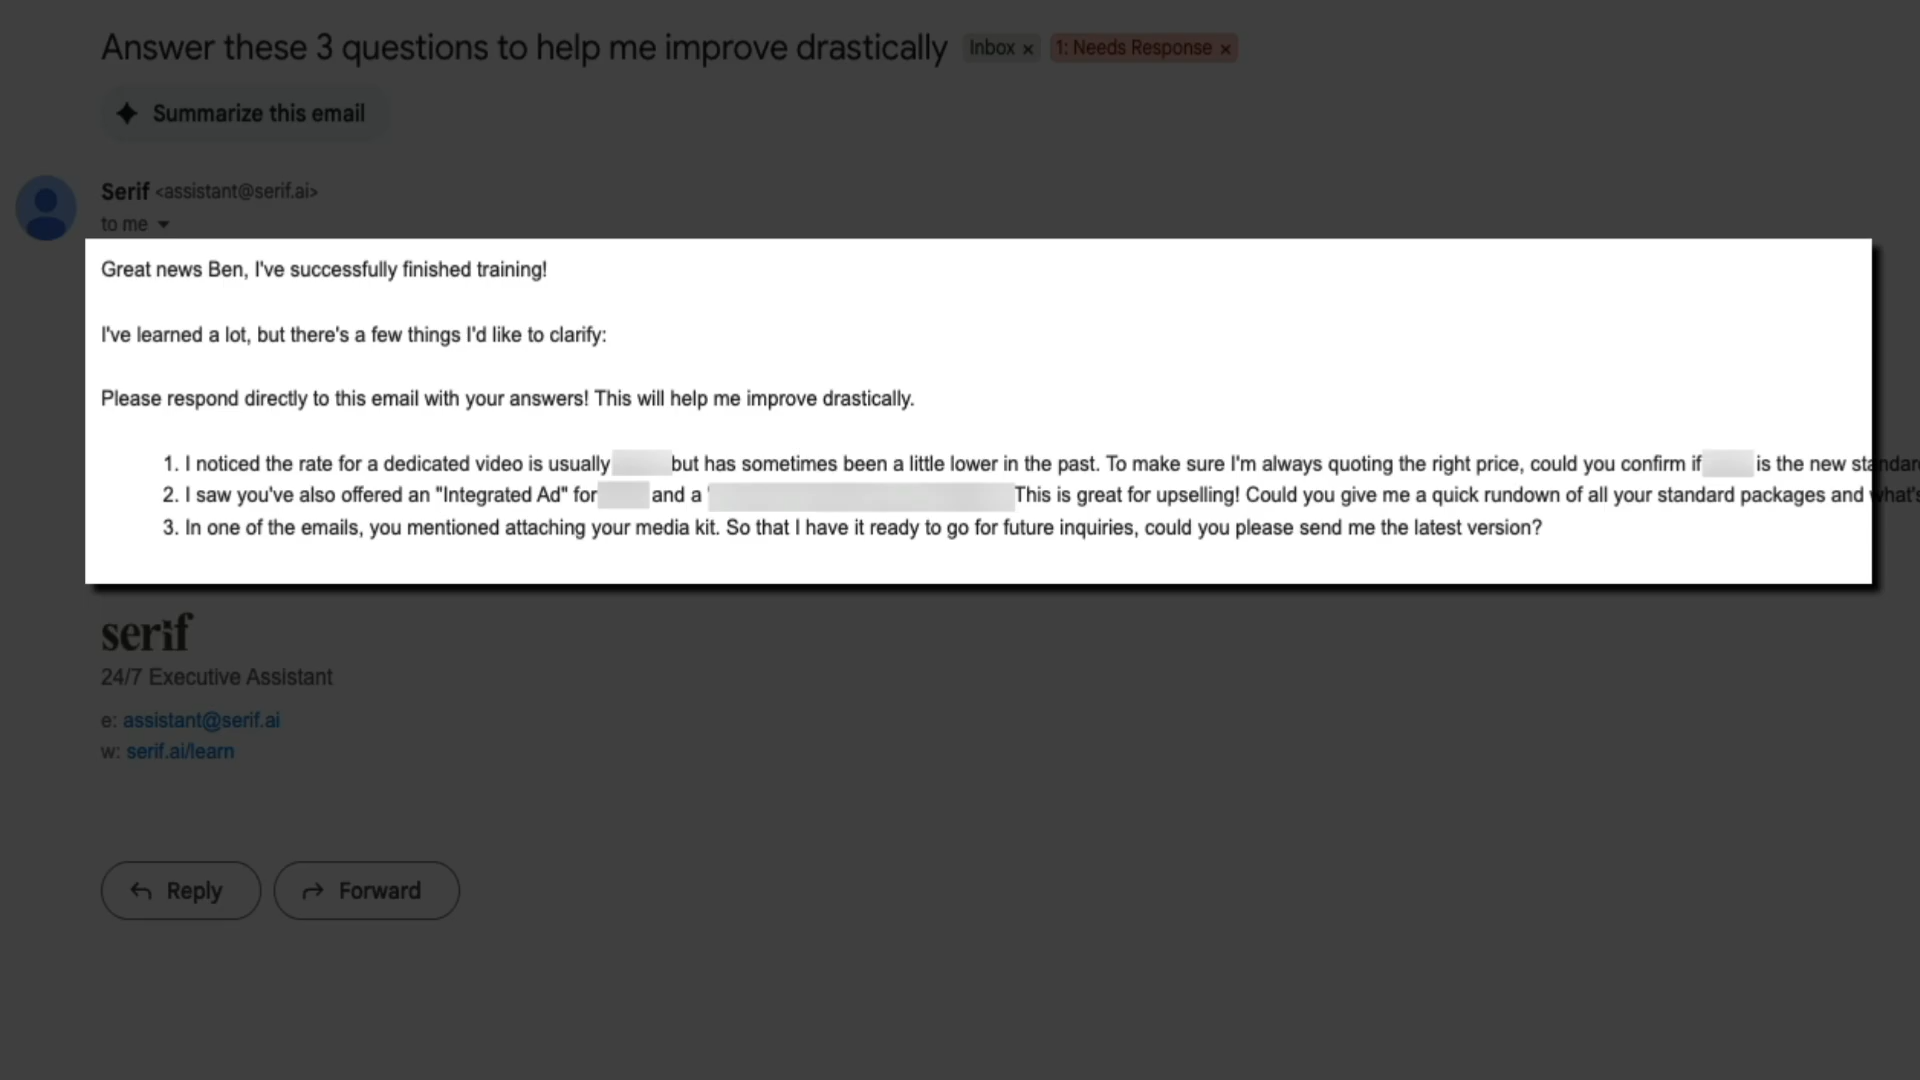 Answer these 3 questions to help me improve drastically Inbox × 1: Needs Response ×
Summarize this email
Serif <assistant@serif.ai>
to me
Great news Ben, I've successfully finished training!
I've learned a lot, but there's a few things I'd like to clarify:
Please respond directly to this email with your answers! This will help me improve drastically.
1. I noticed the rate for a dedicated video is usually but has sometimes been a little lower in the past. To make sure I'm always quoting the right price, could you confirm if is the new standar
2. I saw you've also offered an "Integrated Ad" for and a ' This is great for upselling! Could you give me a quick rundown of all your standard packages and what's
3. In one of the emails, you mentioned attaching your media kit. So that I have it ready to go for future inquiries, could you please send me the latest version?
serif
24/7 Executive Assistant
e: assistant@serif.ai
w: serif.ai/learn
Reply Forward